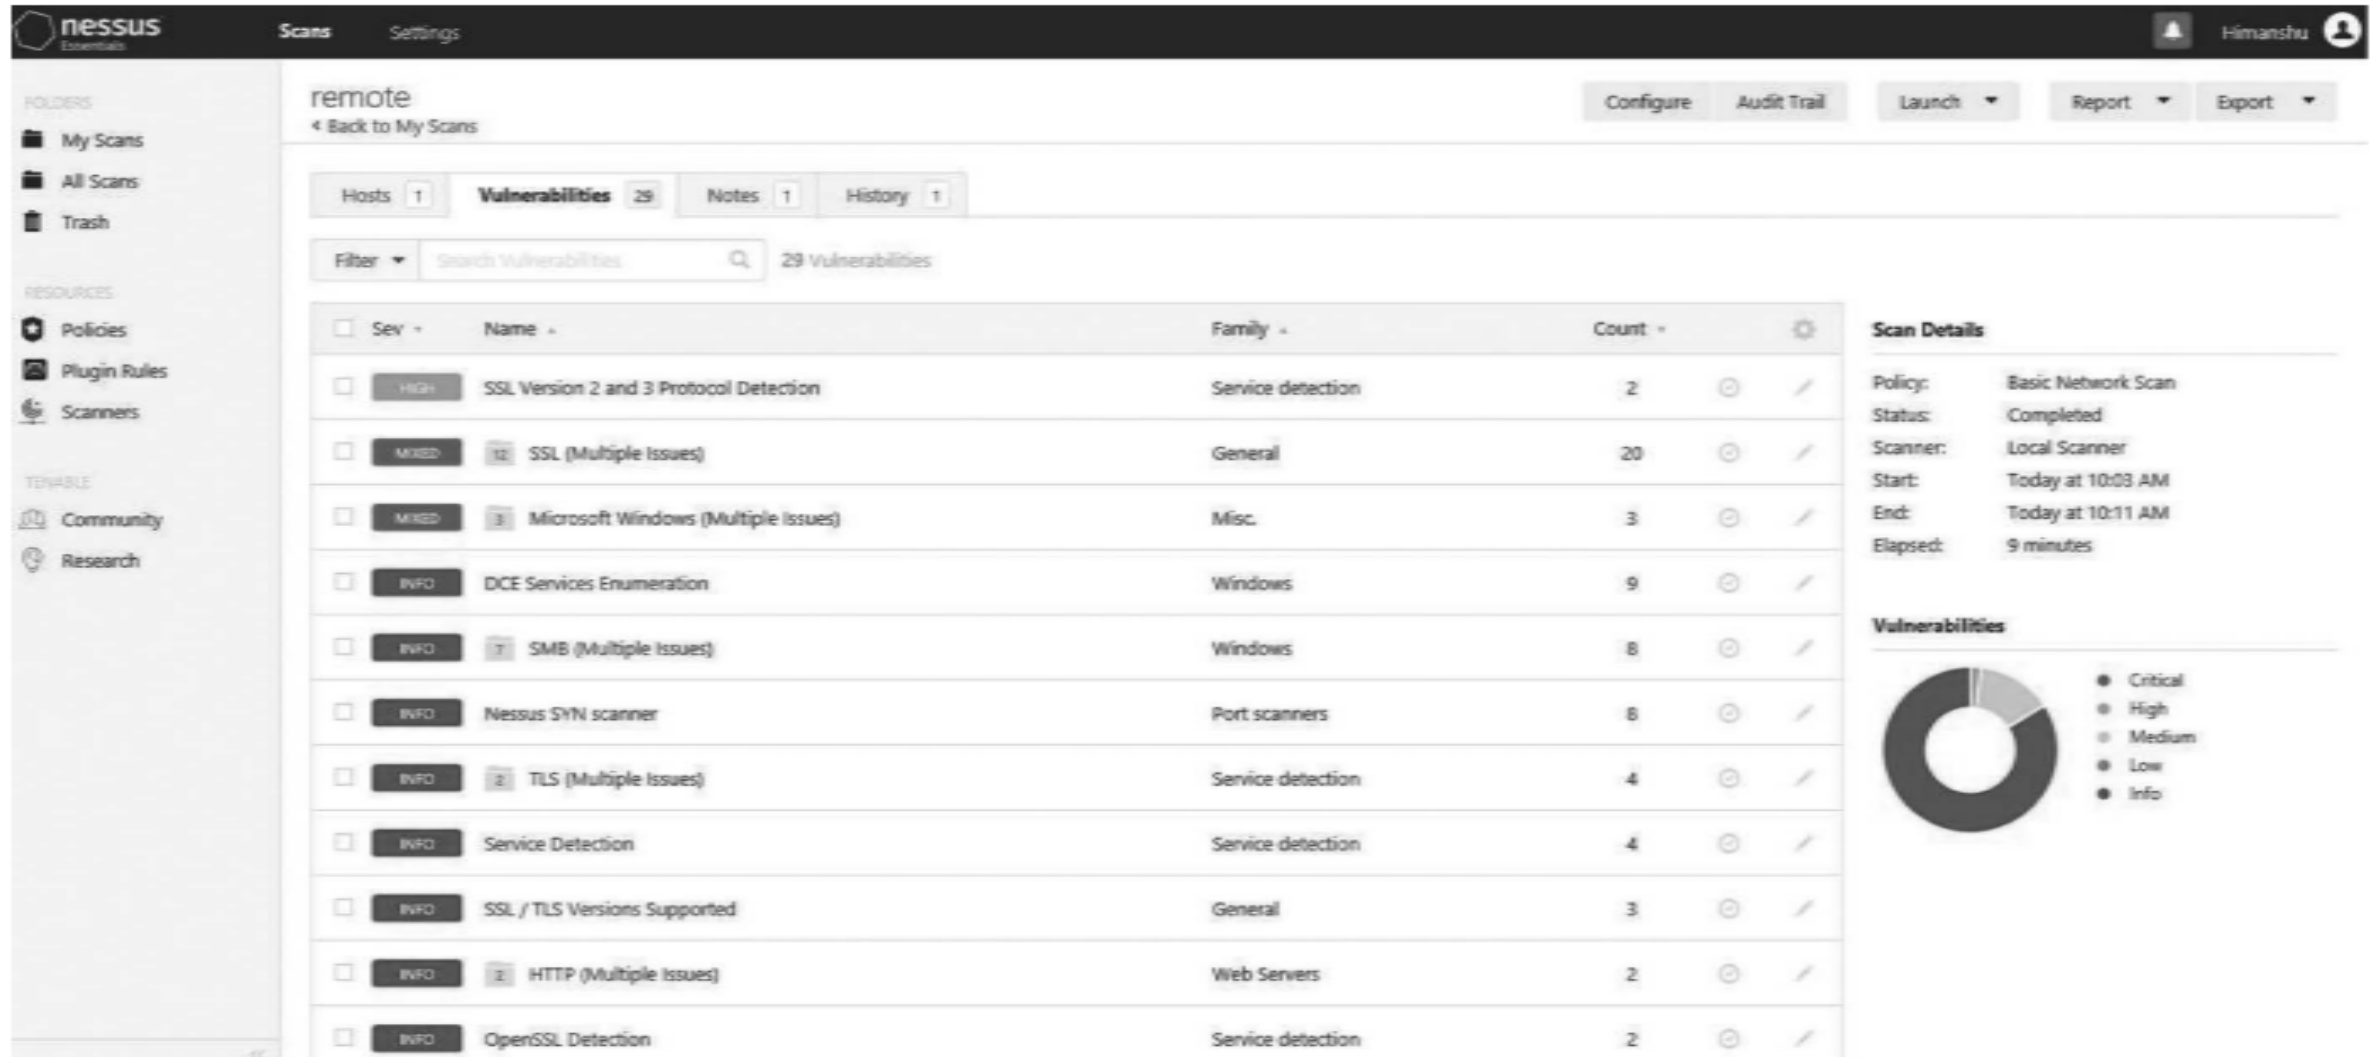 nessus
Essentials
Scans Settings Himanshu
FOLDERS
My Scans
All Scans
Trash
RESOURCES
Policies
Plugin Rules
Scanners
TENABLE
Community
Research
remote
Back to My Scans
Configure Audit Trail Launch Report Export
Hosts 1 Vulnerabilities 29 Notes 1 History 1
Filter Search Vulnerabilities 29 Vulnerabilities
Sev Name Family Count
HIGH SSL Version 2 and 3 Protocol Detection Service detection 2
MIXED 12 SSL (Multiple Issues) General 20
MIXED 3 Microsoft Windows (Multiple Issues) Misc. 3
INFO DCE Services Enumeration Windows 9
INFO 7 SMB (Multiple Issues) Windows 8
INFO Nessus SYN scanner Port scanners 8
INFO 2 TLS (Multiple Issues) Service detection 4
INFO Service Detection Service detection 4
INFO SSL / TLS Versions Supported General 3
INFO 2 HTTP (Multiple Issues) Web Servers 2
INFO OpenSSL Detection Service detection 2
Scan Details
Policy: Basic Network Scan
Status: Completed
Scanner: Local Scanner
Start: Today at 10:03 AM
End: Today at 10:11 AM
Elapsed: 9 minutes
Vulnerabilities
Critical
High
Medium
Low
Info